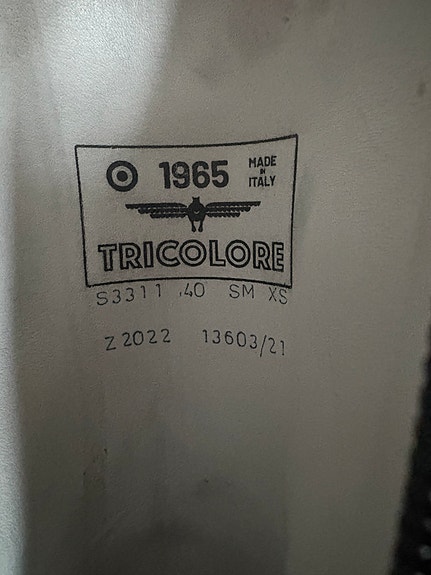 1965 MADE
IN
ITALY
TRICOLORE
S3311 .40 SM XS
Z2022 13603/21